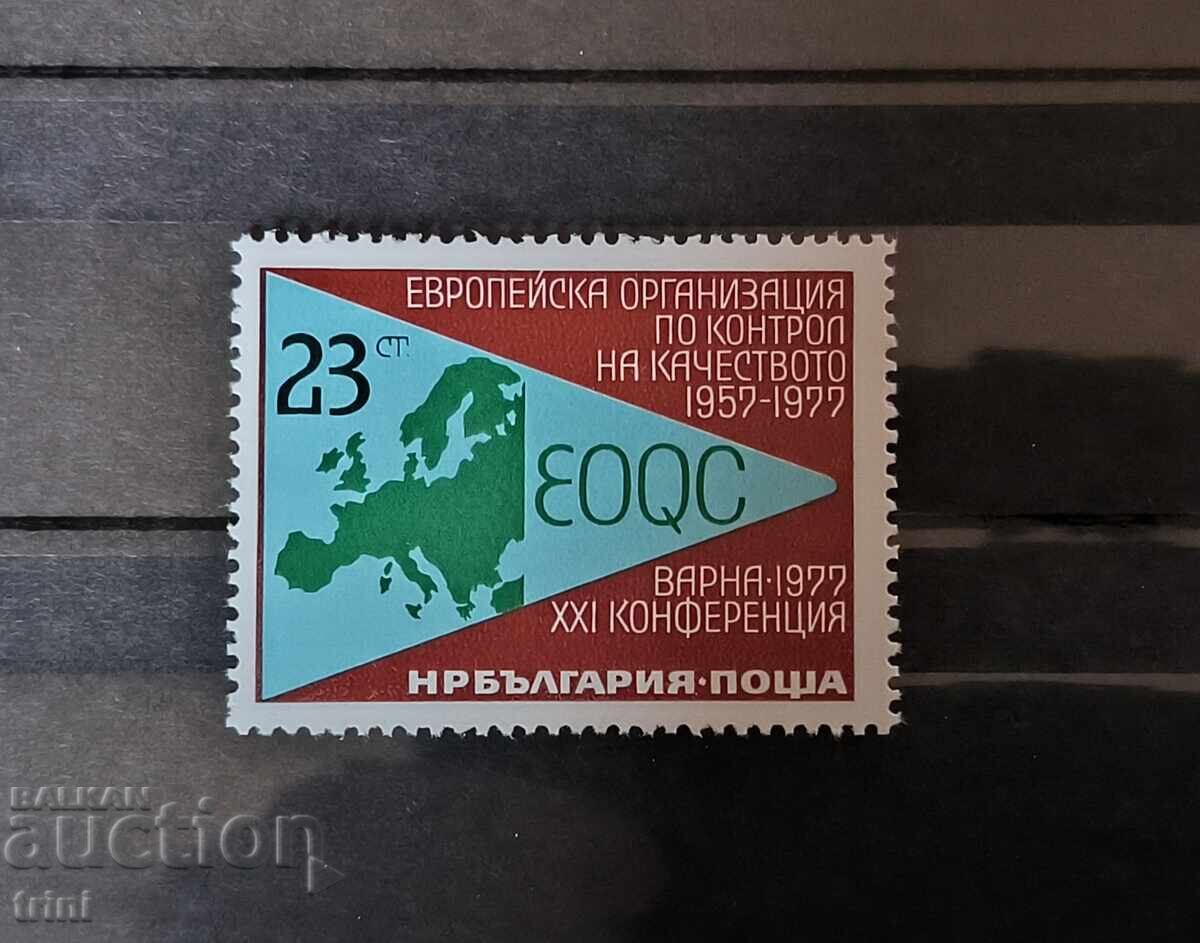 ЕВРОПЕЙСКА ОРГАНИЗАЦИЯ
ПО КОНТРОЛ
НА КАЧЕСТВОТО
1957-1977
23 СТ.
EOQC
ВАРНА·1977
XXI КОНФЕРЕНЦИЯ
НРБЪЛГАРИЯ·ПОЩА
BALKAN
auction
trini